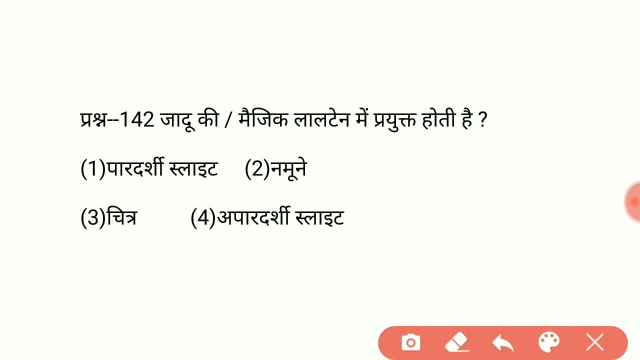 प्रश्न--142 जादू की / मैजिक लालटेन में प्रयुक्त होती है ?
(1)पारदर्शी स्लाइट (2)नमूने
(3)चित्र (4)अपारदर्शी स्लाइट